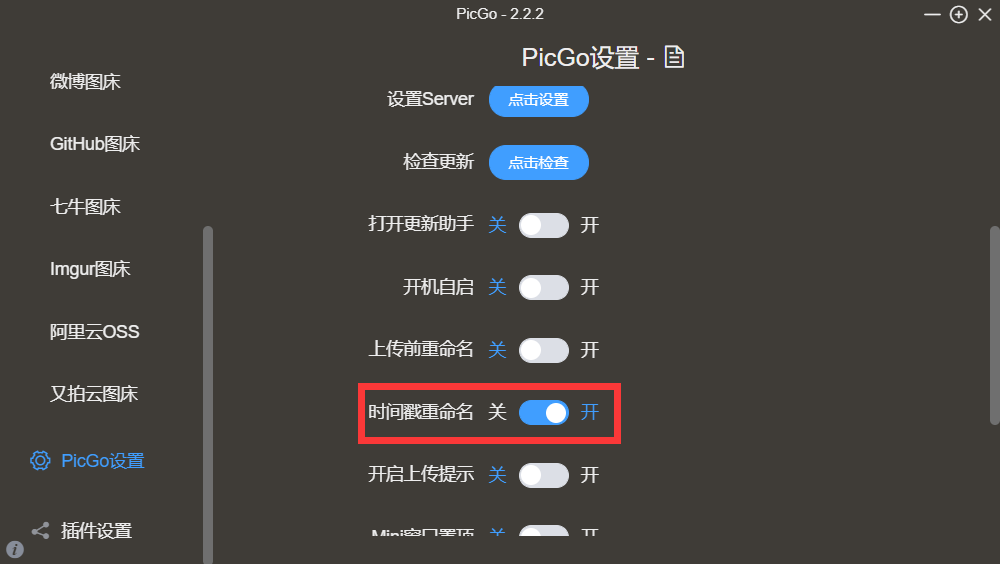 PicGo - 2.2.2
PicGo设置 -
微博图床
GitHub图床
七牛图床
Imgur图床
阿里云OSS
又拍云图床
PicGo设置
插件设置
设置Server 点击设置
检查更新 点击检查
打开更新助手 关 开
开机自启 关 开
上传前重命名 关 开
时间戳重命名 关 开
开启上传提示 关 开
Mini窗口置顶 关 开